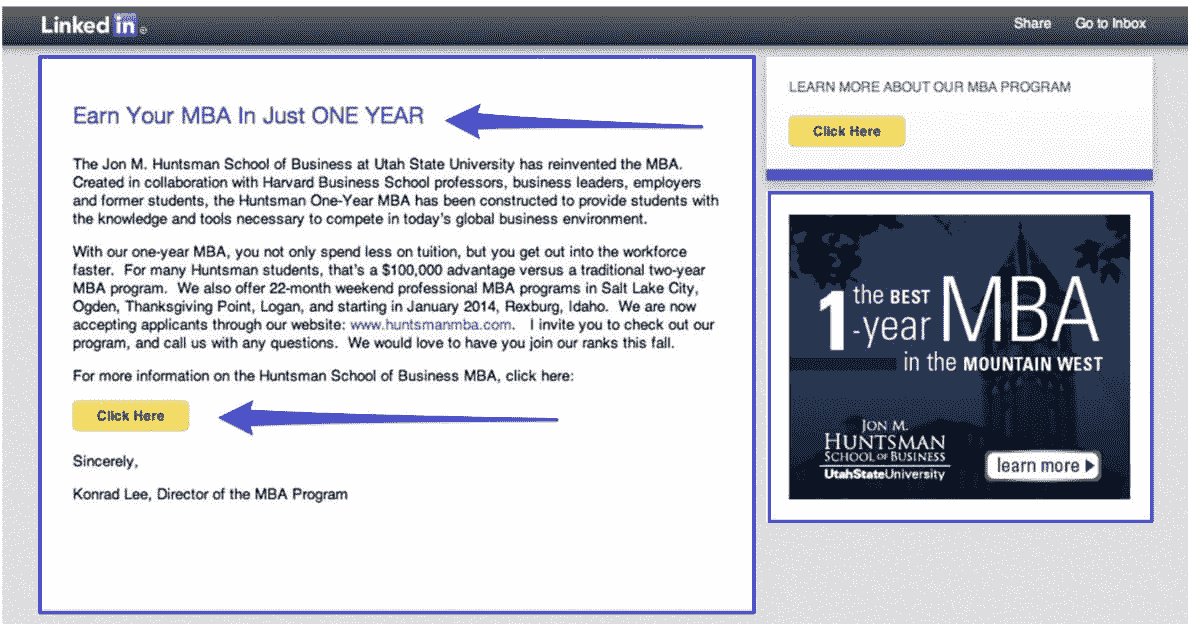 Linked in ®
Share Go to Inbox
Earn Your MBA In Just ONE YEAR
The Jon M. Huntsman School of Business at Utah State University has reinvented the MBA.
Created in collaboration with Harvard Business School professors, business leaders, employers
and former students, the Huntsman One-Year MBA has been constructed to provide students with
the knowledge and tools necessary to compete in today's global business environment.
With our one-year MBA, you not only spend less on tuition, but you get out into the workforce
faster. For many Huntsman students, that's a $100,000 advantage versus a traditional two-year
MBA program. We also offer 22-month weekend professional MBA programs in Salt Lake City,
Ogden, Thanksgiving Point, Logan, and starting in January 2014, Rexburg, Idaho. We are now
accepting applicants through our website: www.huntsmanmba.com. I invite you to check out our
program, and call us with any questions. We would love to have you join our ranks this fall.
For more information on the Huntsman School of Business MBA, click here:
Click Here
Sincerely,
Konrad Lee, Director of the MBA Program
LEARN MORE ABOUT OUR MBA PROGRAM
Click Here
the BEST
1-year MBA
in the MOUNTAIN WEST
JON M.
HUNTSMAN
SCHOOL OF BUSINESS
UtahStateUniversity
learn more